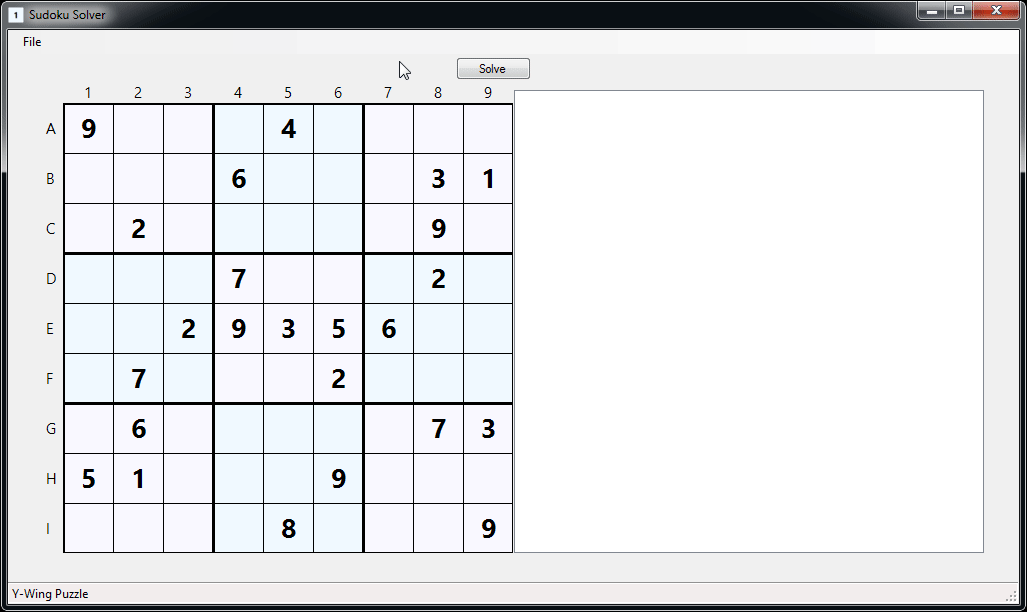 1 Sudoku Solver
File
Solve
1 2 3 4 5 6 7 8 9
A 9 4
B 6 3 1
C 2 9
D 7 2
E 2 9 3 5 6
F 7 2
G 6 7 3
H 5 1 9
I 8 9
Y-Wing Puzzle